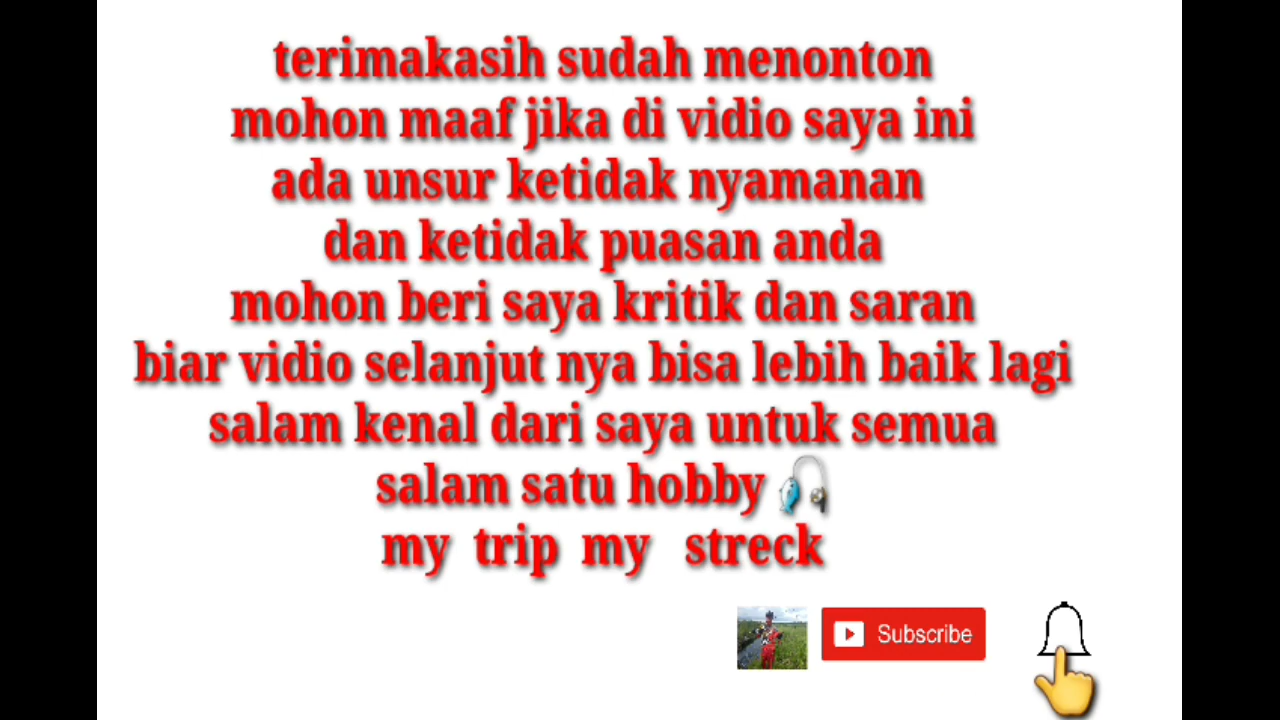 terimakasih sudah menonton
mohon maaf jika di vidio saya ini
ada unsur ketidak nyamanan
dan ketidak puasan anda
mohon beri saya kritik dan saran
biar vidio selanjut nya bisa lebih baik lagi
salam kenal dari saya untuk semua
salam satu hobby 🎣
my trip my streck
Subscribe